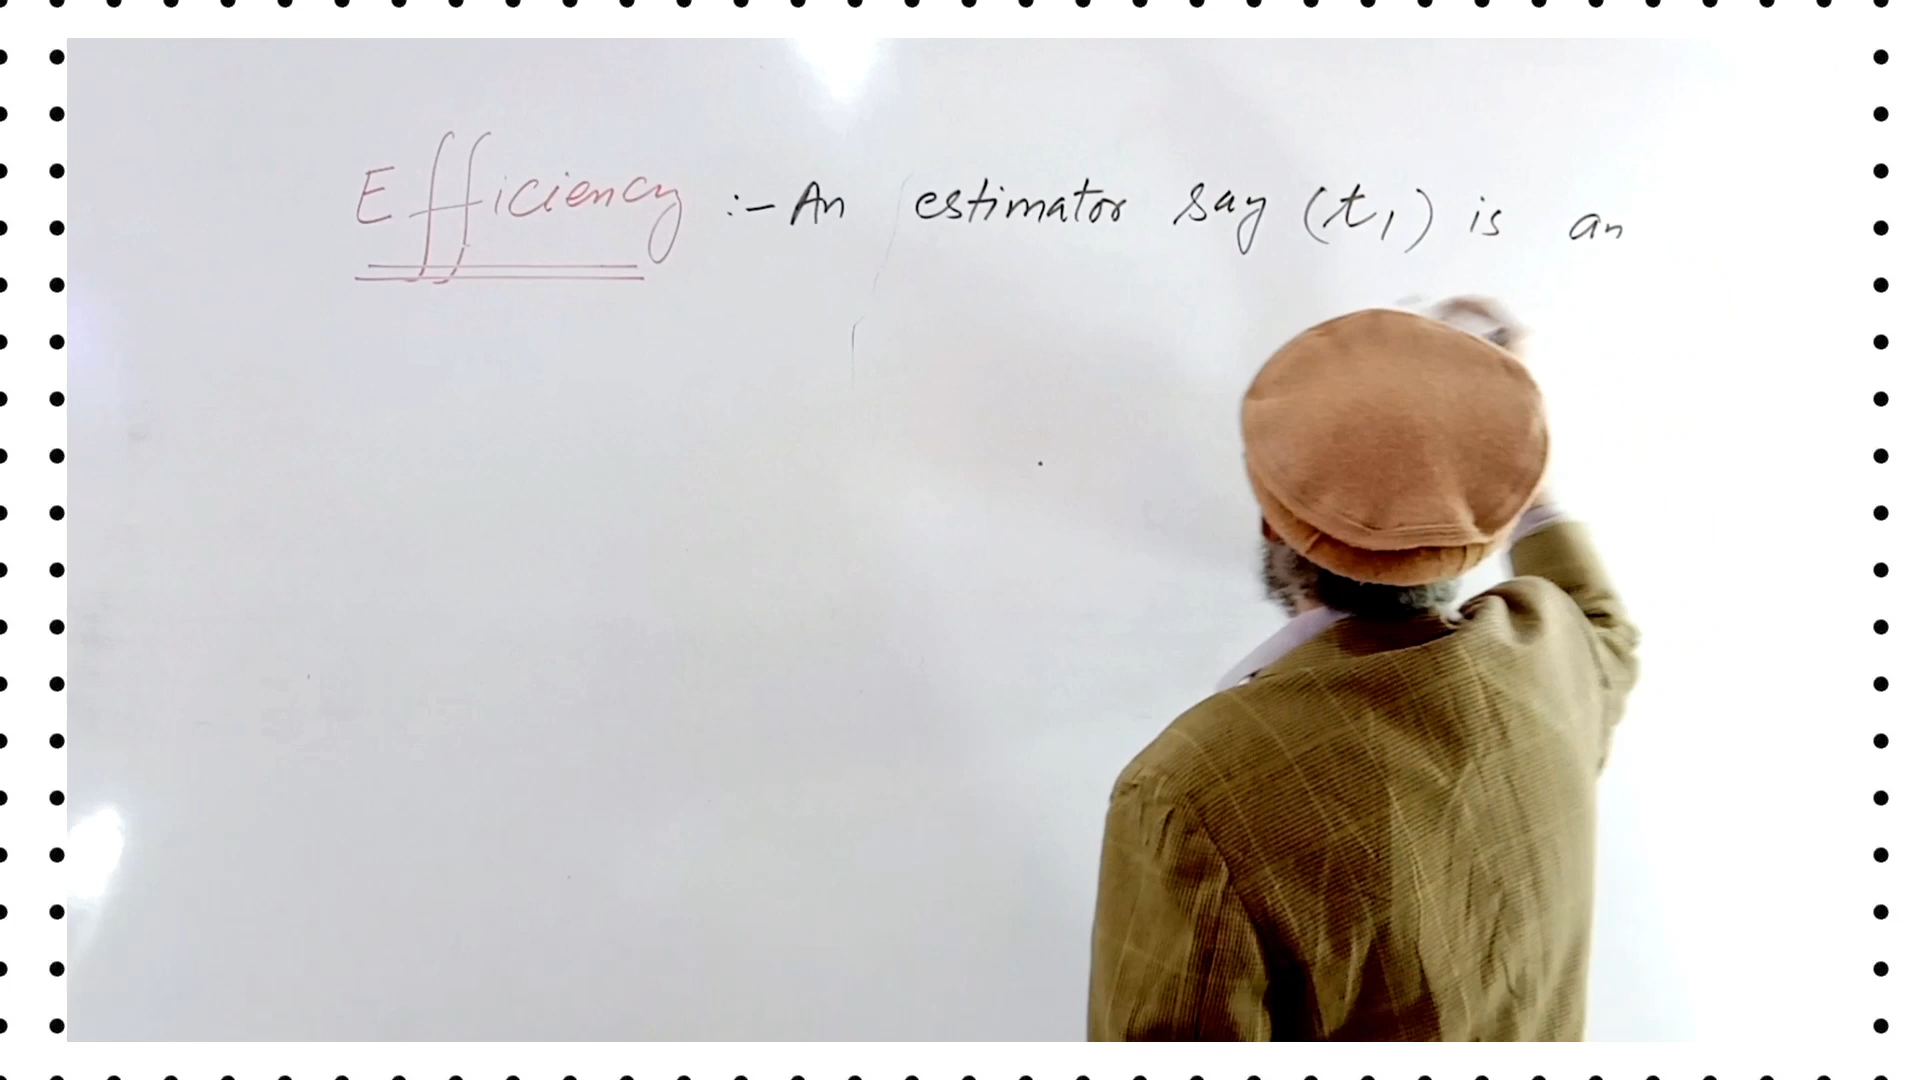 Efficiency :- An estimator say (t1) is an